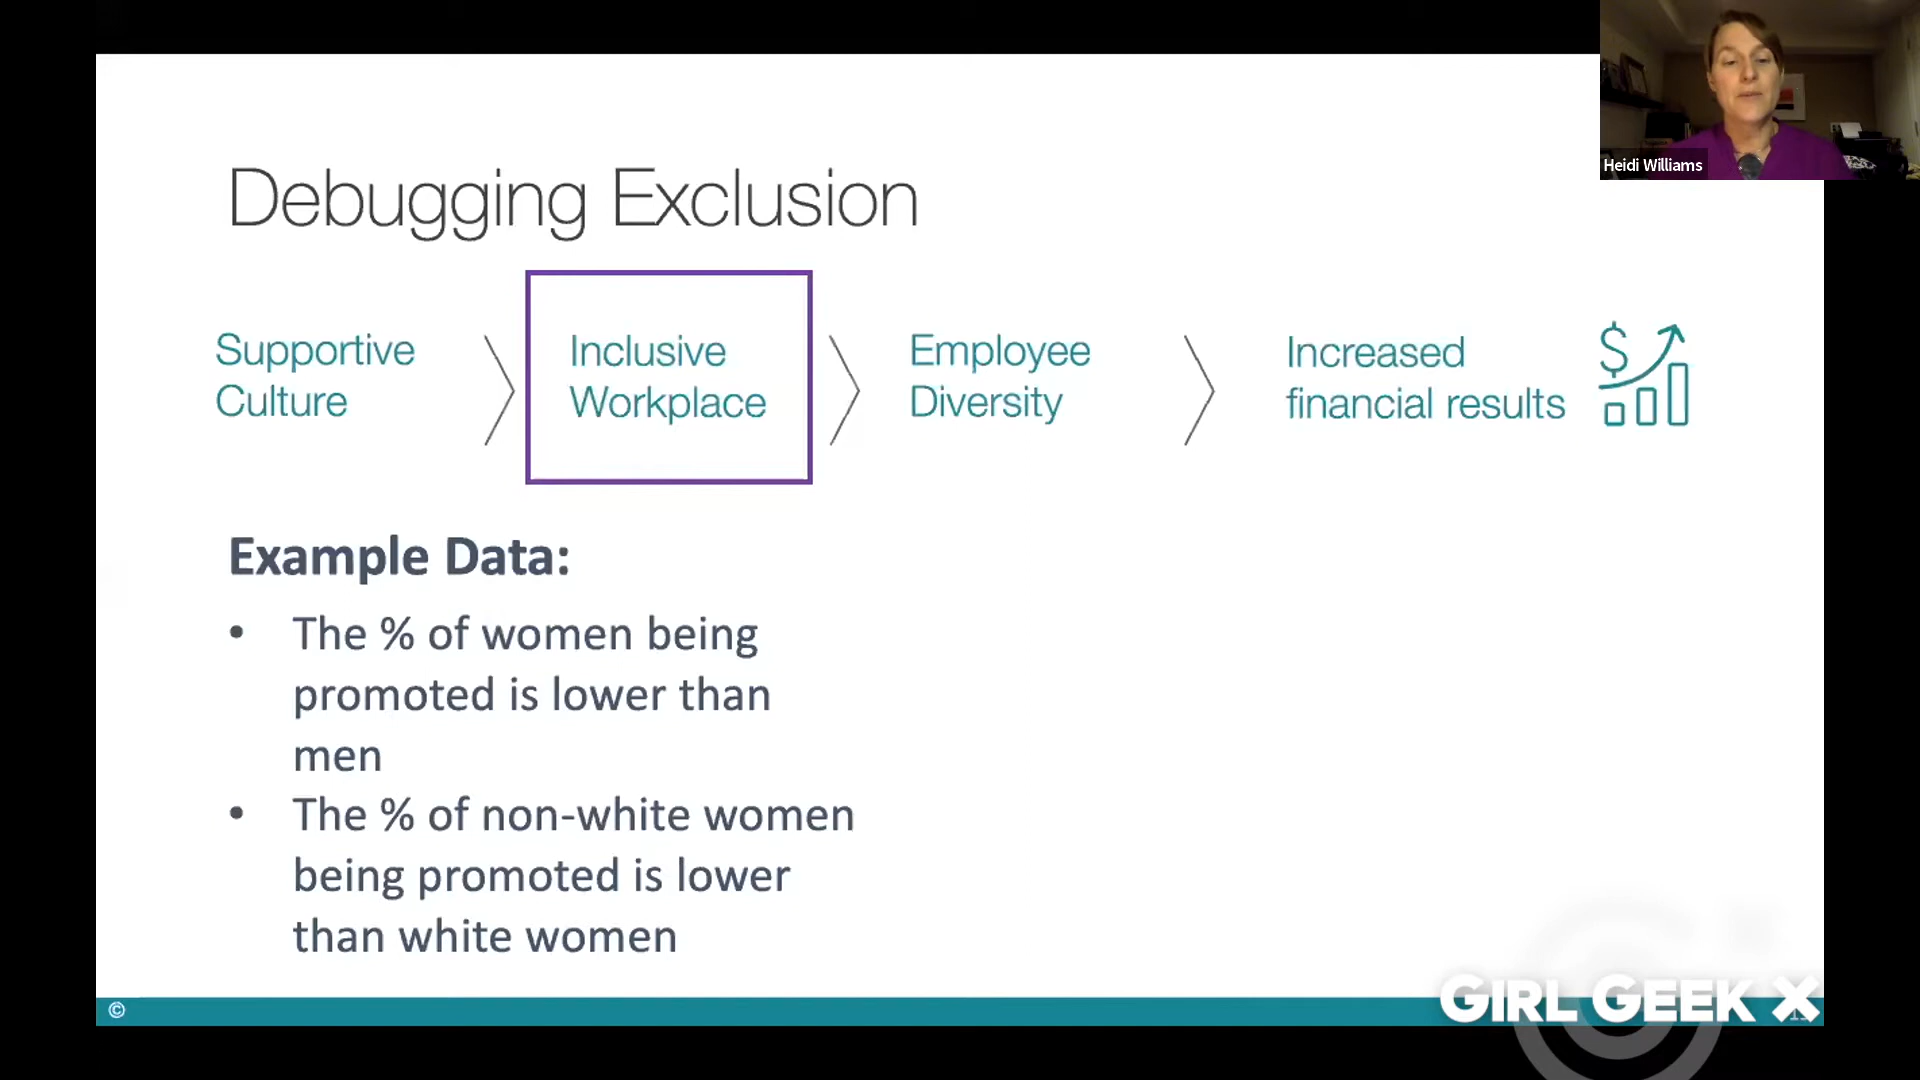 Heidi Williams
Debugging Exclusion
Supportive
Culture
Inclusive
Workplace
Employee
Diversity
Increased
financial results
$
Example Data:
• The % of women being
promoted is lower than
men
• The % of non-white women
being promoted is lower
than white women
©
GIRL GEEK X